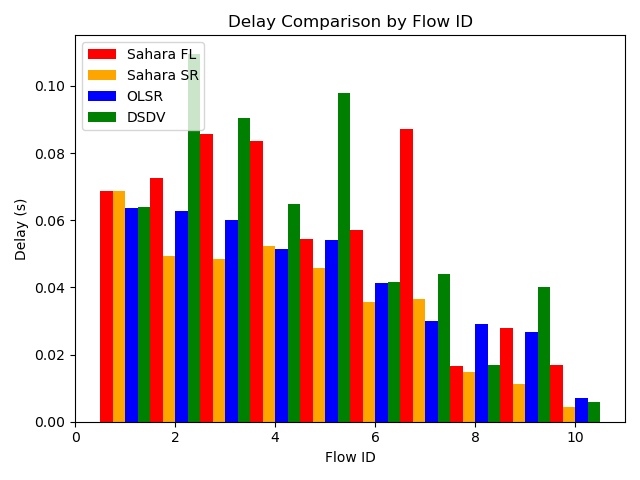 Delay Comparison by Flow ID
Sahara FL
Sahara SR
OLSR
DSDV
Delay (s)
0.10
0.08
0.06
0.04
0.02
0.00
0 2 4 6 8 10
Flow ID